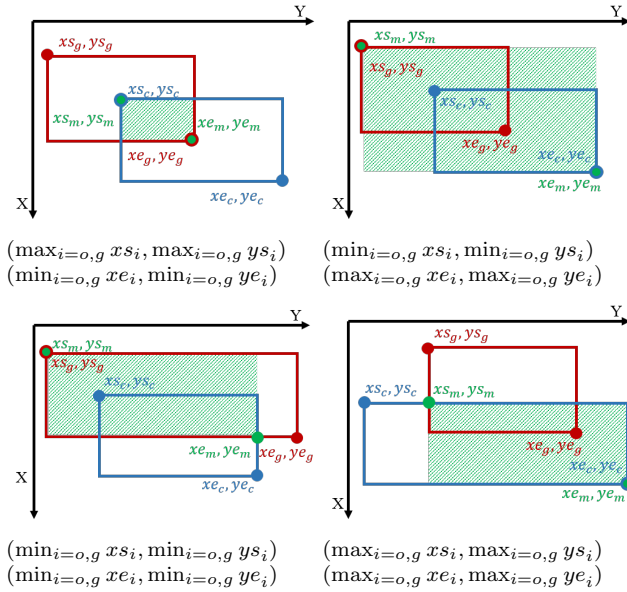 Y
xs_g, ys_g
xs_c, ys_c
xs_m, ys_m
xe_m, ye_m
xe_g, ye_g
xe_c, ye_c
X
(max_{i=o,g} xs_i, max_{i=o,g} ys_i)
(min_{i=o,g} xe_i, min_{i=o,g} ye_i)
Y
xs_m, ys_m
xs_g, ys_g
xs_c, ys_c
xe_g, ye_g
xe_c, ye_c
xe_m, ye_m
X
(min_{i=o,g} xs_i, min_{i=o,g} ys_i)
(max_{i=o,g} xe_i, max_{i=o,g} ye_i)
Y
xs_m, ys_m
xs_g, ys_g
xs_c, ys_c
xe_m, ye_m
xe_g, ye_g
xe_c, ye_c
X
(min_{i=o,g} xs_i, min_{i=o,g} ys_i)
(min_{i=o,g} xe_i, min_{i=o,g} ye_i)
Y
xs_g, ys_g
xs_c, ys_c
xs_m, ys_m
xe_g, ye_g
xe_c, ye_c
xe_m, ye_m
X
(max_{i=o,g} xs_i, max_{i=o,g} ys_i)
(max_{i=o,g} xe_i, max_{i=o,g} ye_i)